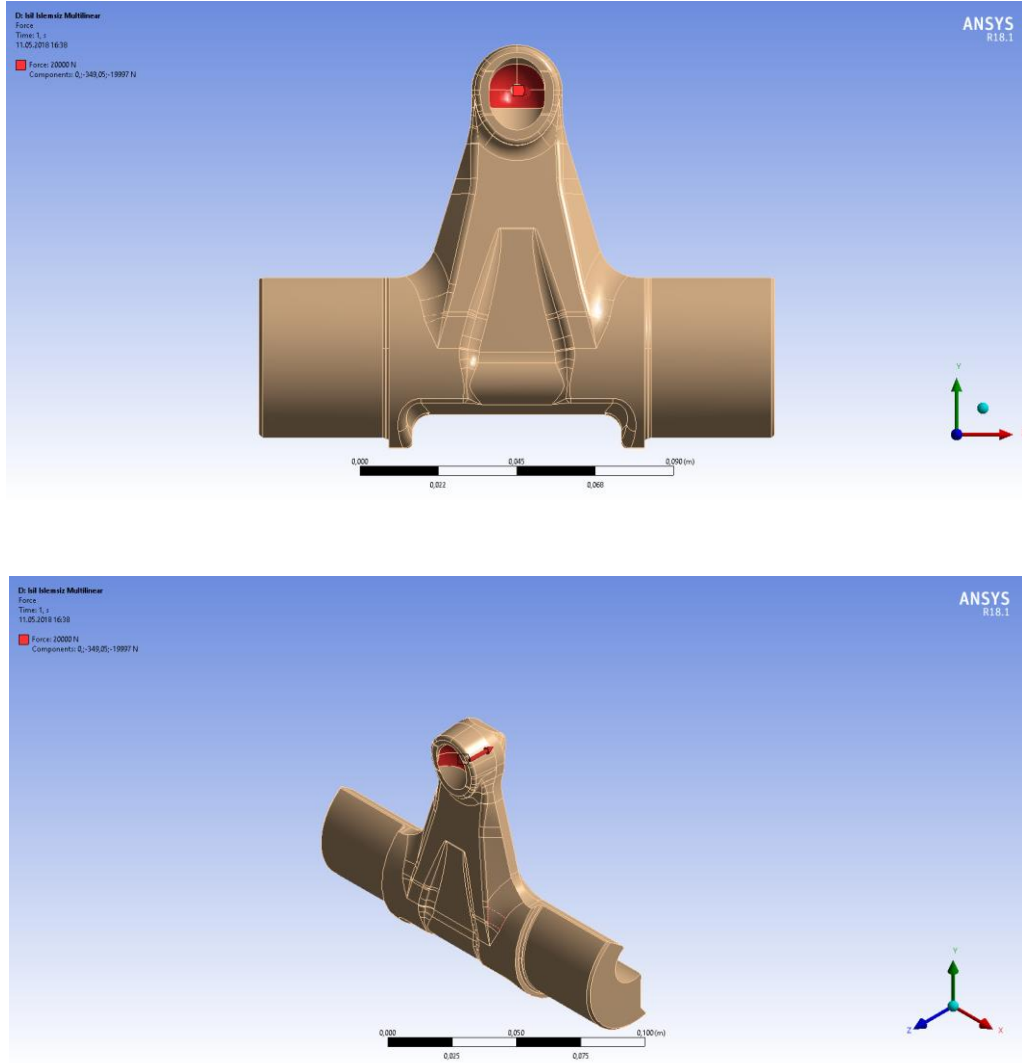 D: Isıl Islemsiz Multilinear
Force
Time: 1, s
11.05.2018 16:38
Force: 20000 N
Components: 0,;-349,05;-19997 N
ANSYS
R18.1
Y
0,000
0,045
0,090 (m)
0,022
0,068
D: Isıl Islemsiz Multilinear
Force
Time: 1, s
11.05.2018 16:38
Force: 20000 N
Components: 0,;-349,05;-19997 N
ANSYS
R18.1
Y
Z
X
0,000
0,050
0,100 (m)
0,025
0,075